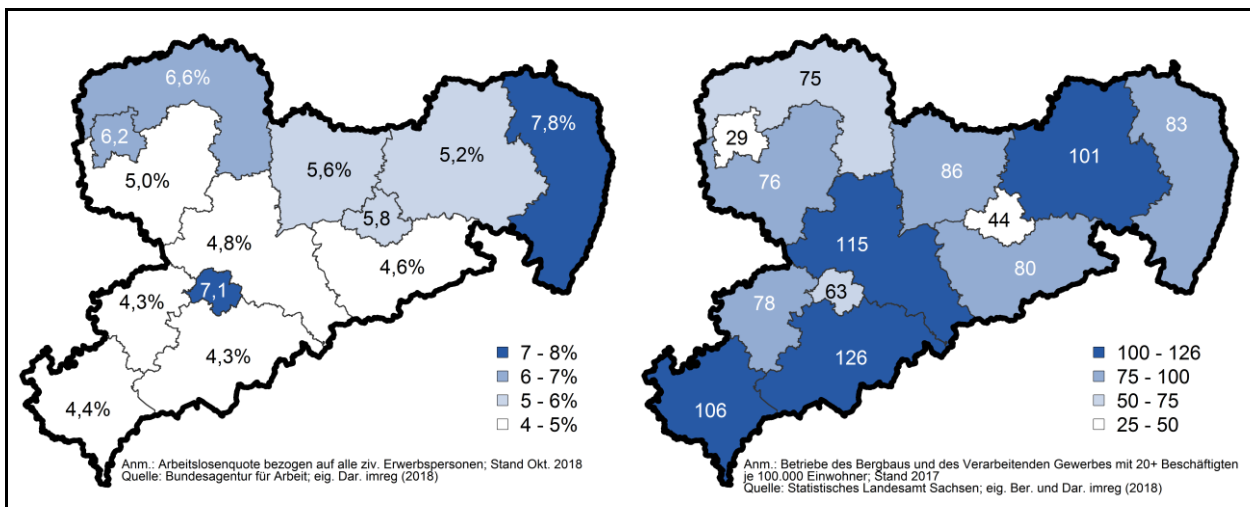 6,6%
7,8%
6,2
5,2%
5,6%
5,0%
5,8
4,8%
4,6%
7,1
4,3%
4,3%
4,4%
7 - 8%
6 - 7%
5 - 6%
4 - 5%
Anm.: Arbeitslosenquote bezogen auf alle ziv. Erwerbspersonen; Stand Okt. 2018
Quelle: Bundesagentur für Arbeit; eig. Dar. imreg (2018)
75
83
29
101
86
76
44
115
80
63
78
126
106
100 - 126
75 - 100
50 - 75
25 - 50
Anm.: Betriebe des Bergbaus und des Verarbeitenden Gewerbes mit 20+ Beschäftigten
je 100.000 Einwohner; Stand 2017
Quelle: Statistisches Landesamt Sachsen; eig. Ber. und Dar. imreg (2018)